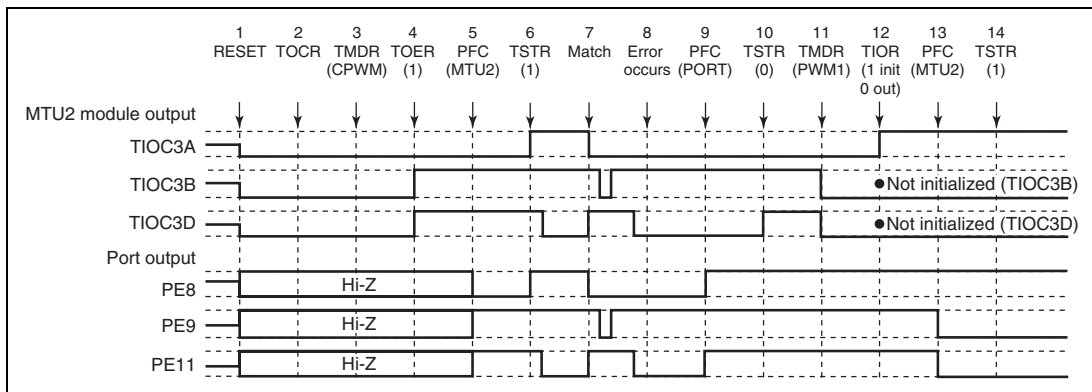 1 2 3 4 5 6 7 8 9 10 11 12 13 14
RESET TOCR TMDR TOER PFC TSTR Match Error PFC TSTR TMDR TIOR PFC TSTR
(CPWM) (1) (MTU2) (1) occurs (PORT) (0) (PWM1) (1 init (MTU2) (1)
0 out)
MTU2 module output
TIOC3A
TIOC3B
●Not initialized (TIOC3B)
TIOC3D
●Not initialized (TIOC3D)
Port output
PE8
Hi-Z
PE9
Hi-Z
PE11
Hi-Z